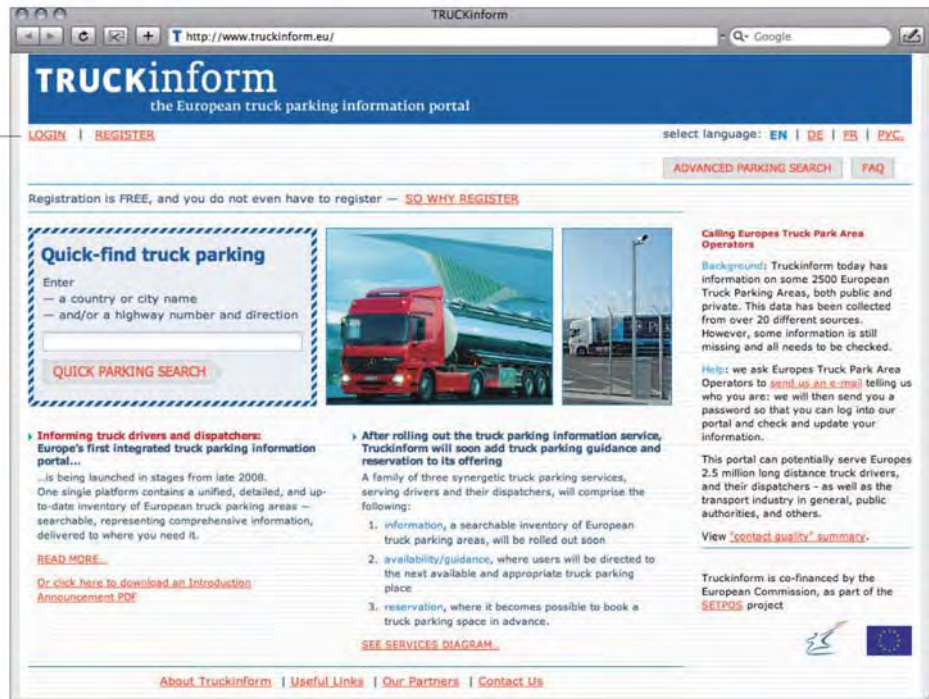 TRUCKinform
http://www.truckinform.eu/
Google
TRUCKinform
the European truck parking information portal
LOGIN | REGISTER
select language: EN | DE | FR | РУС.
ADVANCED PARKING SEARCH
FAQ
Registration is FREE, and you do not even have to register — SO WHY REGISTER
Quick-find truck parking
Enter
— a country or city name
— and/or a highway number and direction
QUICK PARKING SEARCH
Informing truck drivers and dispatchers:
Europe's first integrated truck parking information
portal...
...is being launched in stages from late 2008.
One single platform contains a unified, detailed, and up-
to-date inventory of European truck parking areas —
searchable, representing comprehensive information,
delivered to where you need it.
READ MORE...
Or click here to download an Introduction
Announcement PDF
After rolling out the truck parking information service,
Truckinform will soon add truck parking guidance and
reservation to its offering
A family of three synergetic truck parking services,
serving drivers and their dispatchers, will comprise the
following:
1. information, a searchable inventory of European
truck parking areas, will be rolled out soon
2. availability/guidance, where users will be directed to
the next available and appropriate truck parking
place
3. reservation, where it becomes possible to book a
truck parking space in advance.
SEE SERVICES DIAGRAM...
Calling Europes Truck Park Area
Operators
Background: Truckinform today has
information on some 2500 European
Truck Parking Areas, both public and
private. This data has been collected
from over 20 different sources.
However, some information is still
missing and all needs to be checked.
Help: we ask Europes Truck Park Area
Operators to send us an e-mail telling us
who you are: we will then send you a
password so that you can log into our
portal and check and update your
information.
This portal can potentially serve Europes
2.5 million long distance truck drivers,
and their dispatchers - as well as the
transport industry in general, public
authorities, and others.
View "contact quality" summary.
Truckinform is co-financed by the
European Commission, as part of the
SETPOS project
About Truckinform | Useful Links | Our Partners | Contact Us